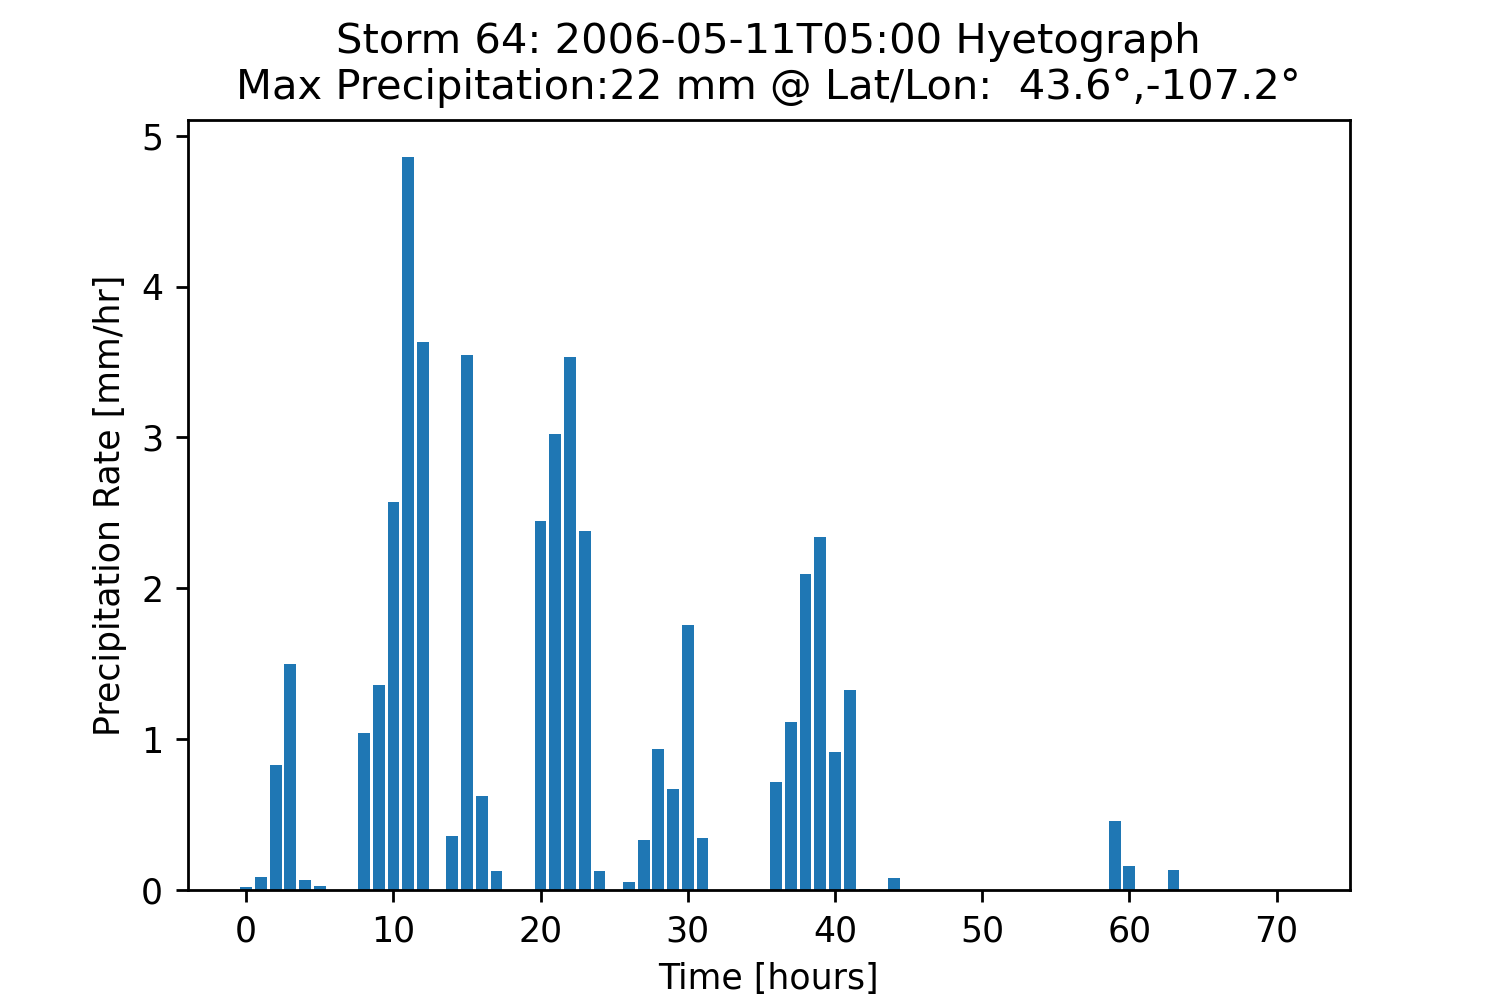 Storm 64: 2006-05-11T05:00 Hyetograph
Max Precipitation:22 mm @ Lat/Lon:  43.6°,-107.2°
5
4
3
2
1
0
Precipitation Rate [mm/hr]
0 10 20 30 40 50 60 70
Time [hours]